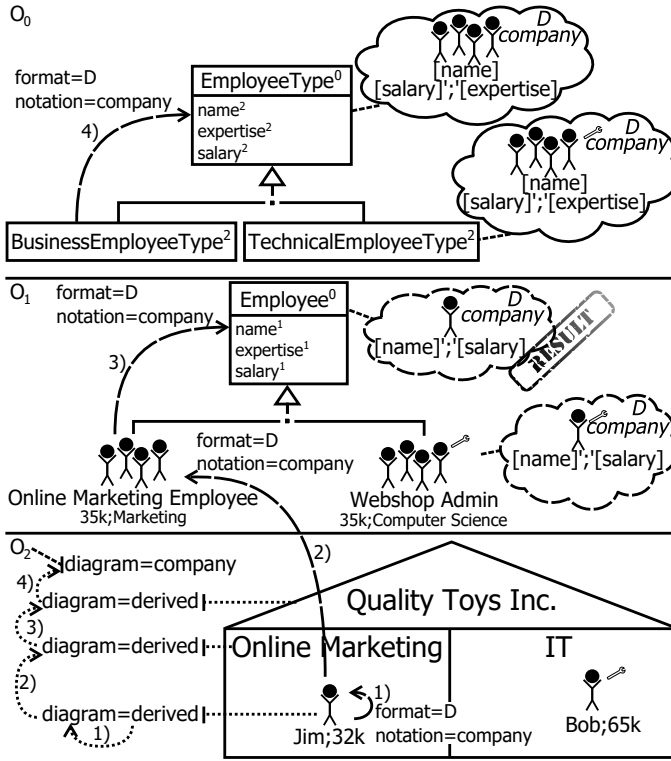 O0
D
company
[name]
[salary]';'[expertise]
format=D
notation=company
4)
EmployeeType0
name2
expertise2
salary2
D
company
[name]
[salary]';'[expertise]
BusinessEmployeeType2
TechnicalEmployeeType2
O1
format=D
notation=company
3)
Employee0
name1
expertise1
salary1
D
company
[name]';'[salary]
RESULT
format=D
notation=company
D
company
[name]';'[salary]
Online Marketing Employee
35k;Marketing
Webshop Admin
35k;Computer Science
O2
diagram=company
2)
4)
diagram=derived
Quality Toys Inc.
3)
diagram=derived
Online Marketing
IT
2)
diagram=derived
1)
1)
format=D
notation=company
Jim;32k
Bob;65k